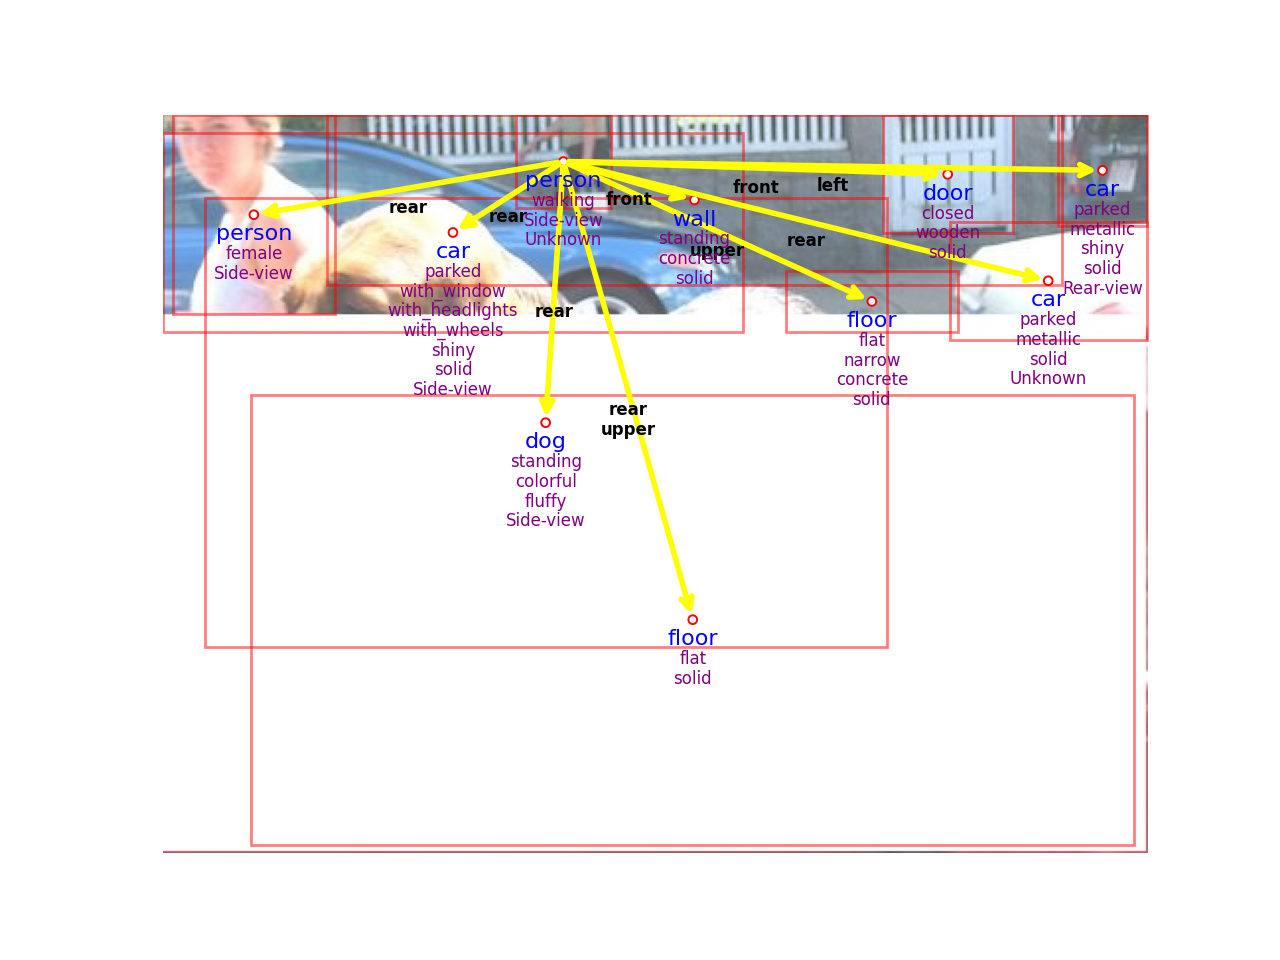 person
walking
Side-view
Unknown
person
female
Side-view
rear
car
parked
with_window
with_headlights
with_wheels
shiny
solid
Side-view
rear
front
wall
standing
concrete
solid
front
left
door
closed
wooden
solid
car
parked
metallic
shiny
solid
Rear-view
upper
rear
floor
flat
narrow
concrete
solid
car
parked
metallic
solid
Unknown
rear
dog
standing
colorful
fluffy
Side-view
rear
upper
floor
flat
solid